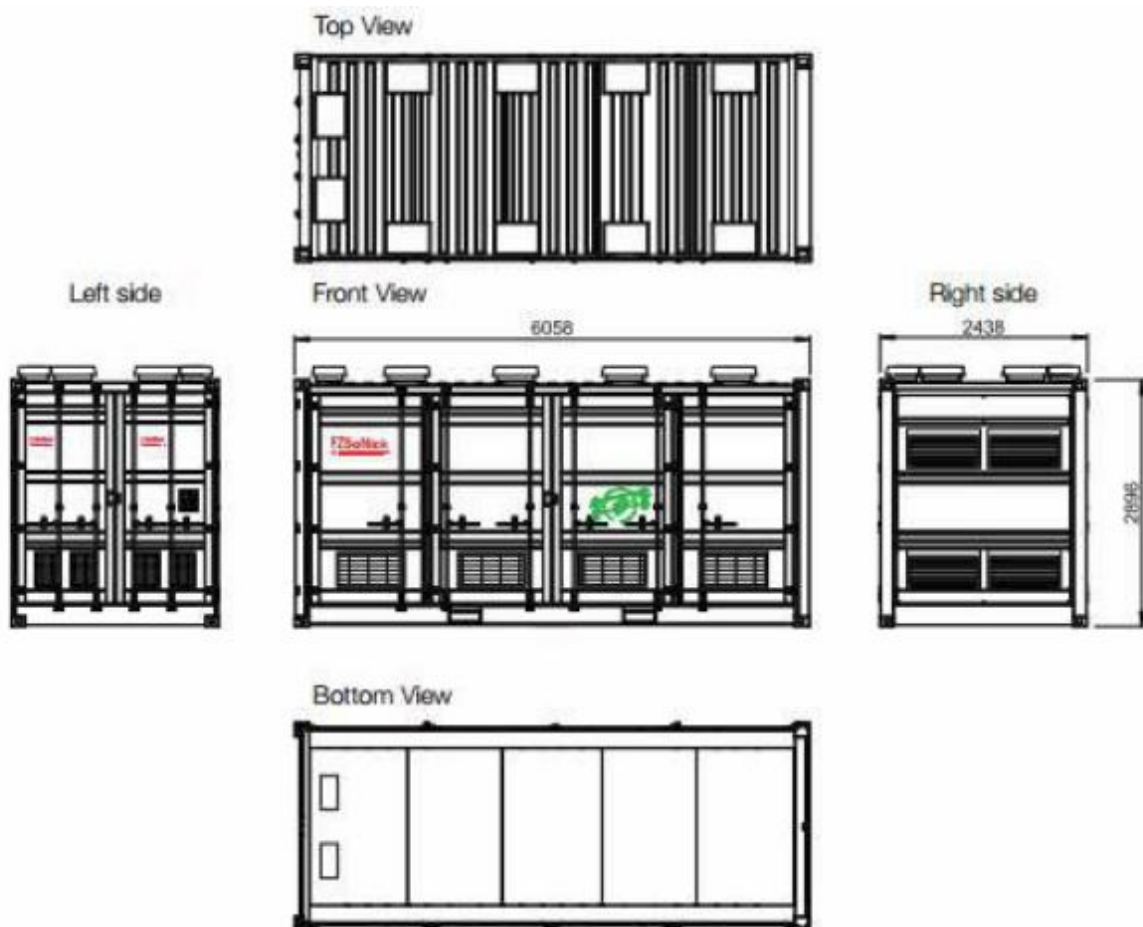 Top View
Left side
Front View
Right side
6058
2438
FZSoNick
2896
Bottom View